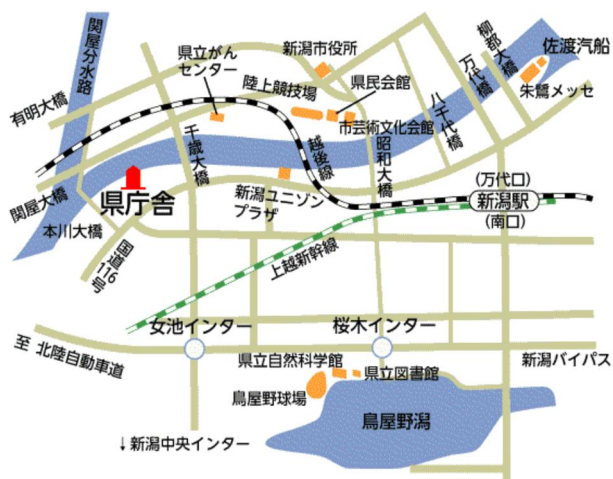 関屋分水路
有明大橋
県立がん
センター
新潟市役所
陸上競技場
県民会館
市芸術文化会館
柳都大橋
万代橋
佐渡汽船
朱鷺メッセ
八千代橋
千歳大橋
越後線
昭和大橋
関屋大橋
県庁舎
本川大橋
国道116号
新潟ユニゾン
プラザ
(万代口)
新潟駅
(南口)
上越新幹線
女池インター
桜木インター
至 北陸自動車道
新潟バイパス
県立自然科学館
県立図書館
鳥屋野球場
鳥屋野潟
↓新潟中央インター